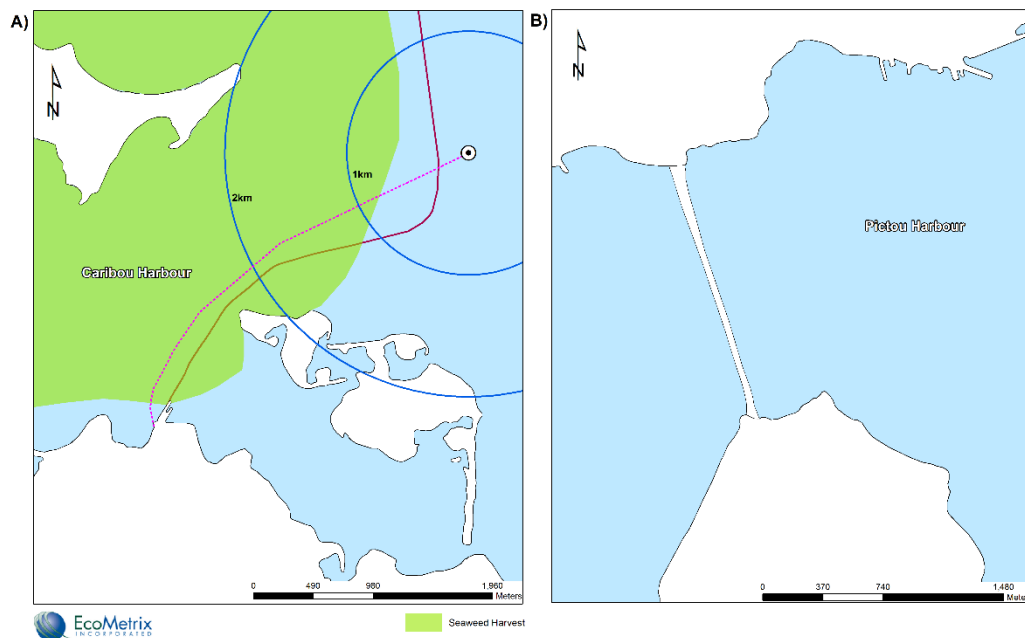 A)
N
1km
2km
Caribou Harbour
0 490 980 1,960
Meters
EcoMetrix
INCORPORATED
Seaweed Harvest
B)
N
Pictou Harbour
0 370 740 1,480
Mete